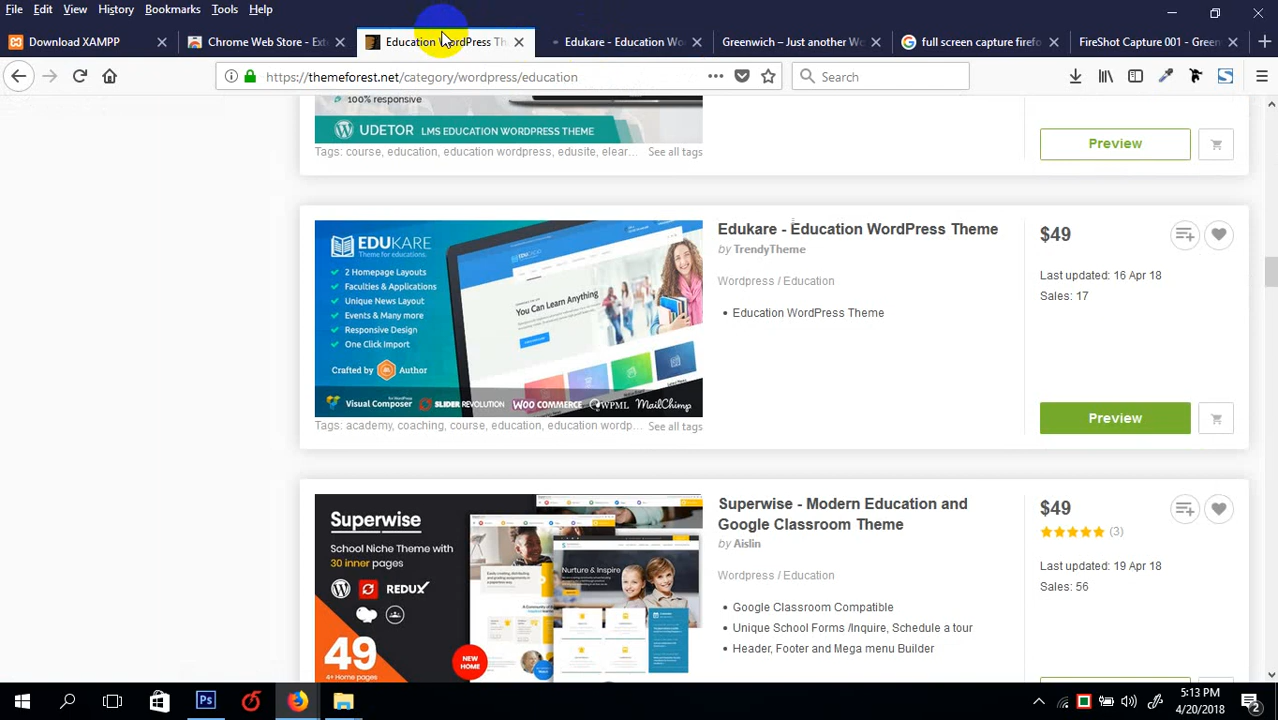 File Edit View History Bookmarks Tools Help
Download XAMPP
Chrome Web Store - Ext
Education WordPress Th
Edukare - Education Wo
Greenwich – Just another W
full screen capture firefo
FireShot Capture 001 - Green
https://themeforest.net/category/wordpress/education
Search
100% responsive
UDETOR LMS EDUCATION WORDPRESS THEME
Tags: course, education, education wordpress, edusite, elear...
See all tags
Preview
EDUKARE
Theme for educations.
2 Homepage Layouts
Faculties & Applications
Unique News Layout
Events & Many more
Responsive Design
One Click Import
Crafted by Author
You Can Learn Anything
Visual Composer
SLIDER REVOLUTION
WOO COMMERCE
WPML
MailChimp
Tags: academy, coaching, course, education, education wordp...
See all tags
Edukare - Education WordPress Theme
by TrendyTheme
Wordpress / Education
• Education WordPress Theme
$49
Last updated: 16 Apr 18
Sales: 17
Preview
Superwise
School Niche Theme with
30 inner pages
REDUX
49
4+ Home pages
NEW
HOME
Nurture & Inspire
Superwise - Modern Education and
Google Classroom Theme
by Aislin
Wordpress / Education
• Google Classroom Compatible
• Unique School Forms /Inquire, Schedule a tour
• Header, Footer and Mega menu Builder
$49
(3)
Last updated: 19 Apr 18
Sales: 56
5:13 PM
4/20/2018
2